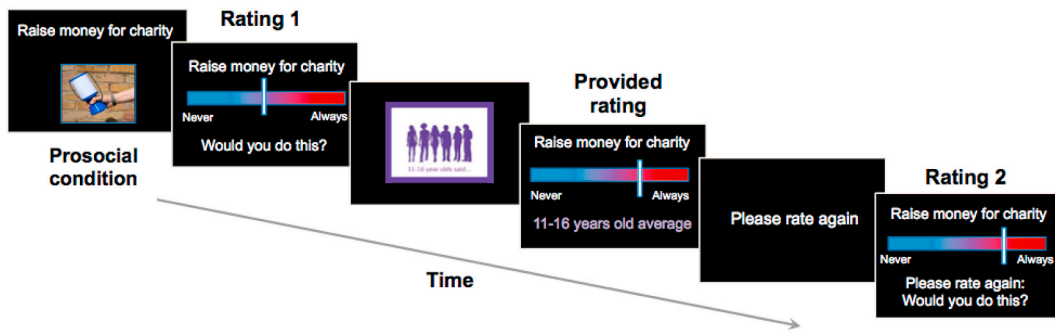 Raise money for charity
Prosocial
condition
Rating 1
Raise money for charity
Never
Always
Would you do this?
11-16 year olds said...
Provided
rating
Raise money for charity
Never
Always
11-16 years old average
Please rate again
Rating 2
Raise money for charity
Never
Always
Please rate again:
Would you do this?
Time